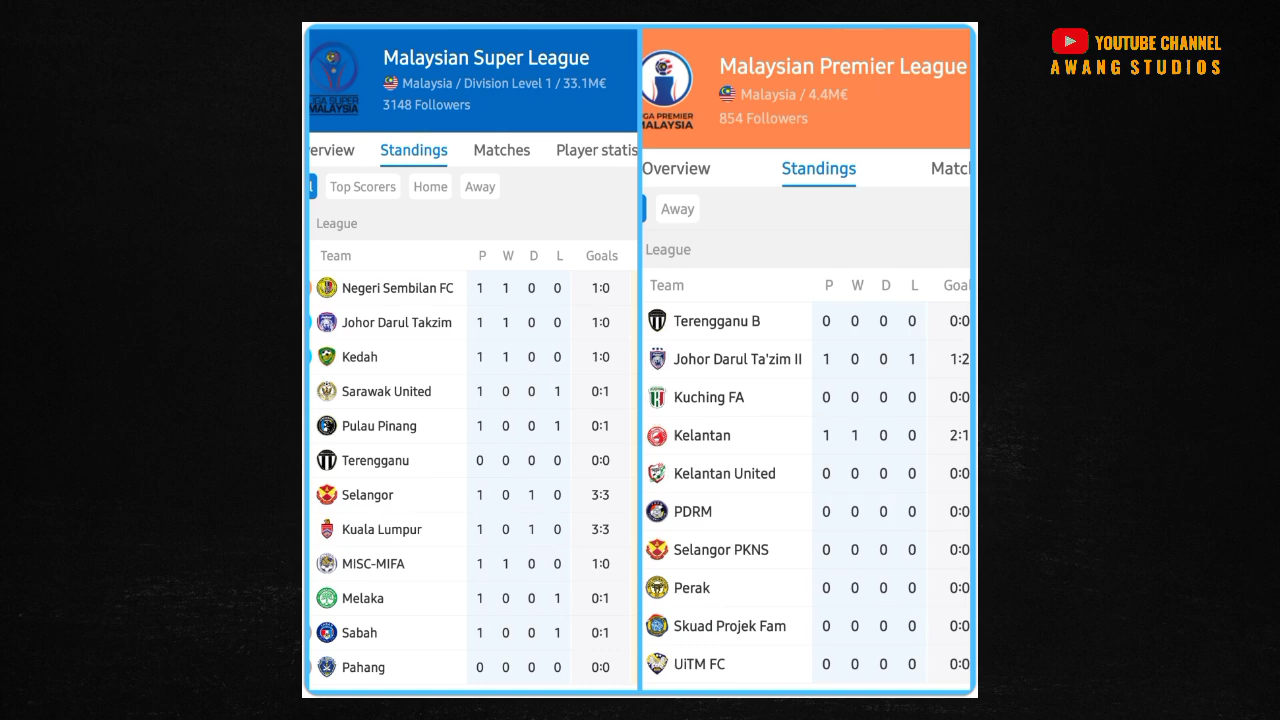 YOUTUBE CHANNEL
AWANG STUDIOS
Malaysian Super League
Malaysia / Division Level 1 / 33.1M€
3148 Followers
LIGA SUPER
MALAYSIA
erview Standings Matches Player statis
l Top Scorers Home Away
League
Team P W D L Goals
Negeri Sembilan FC 1 1 0 0 1:0
Johor Darul Takzim 1 1 0 0 1:0
Kedah 1 1 0 0 1:0
Sarawak United 1 0 0 1 0:1
Pulau Pinang 1 0 0 1 0:1
Terengganu 0 0 0 0 0:0
Selangor 1 0 1 0 3:3
Kuala Lumpur 1 0 1 0 3:3
MISC-MIFA 1 1 0 0 1:0
Melaka 1 0 0 1 0:1
Sabah 1 0 0 1 0:1
Pahang 0 0 0 0 0:0
Malaysian Premier League
Malaysia / 4.4M€
854 Followers
GA PREMIER
MALAYSIA
Overview Standings Matc
Away
League
Team P W D L Goal
Terengganu B 0 0 0 0 0:0
Johor Darul Ta'zim II 1 0 0 1 1:2
Kuching FA 0 0 0 0 0:0
Kelantan 1 1 0 0 2:1
Kelantan United 0 0 0 0 0:0
PDRM 0 0 0 0 0:0
Selangor PKNS 0 0 0 0 0:0
Perak 0 0 0 0 0:0
Skuad Projek Fam 0 0 0 0 0:0
UiTM FC 0 0 0 0 0:0